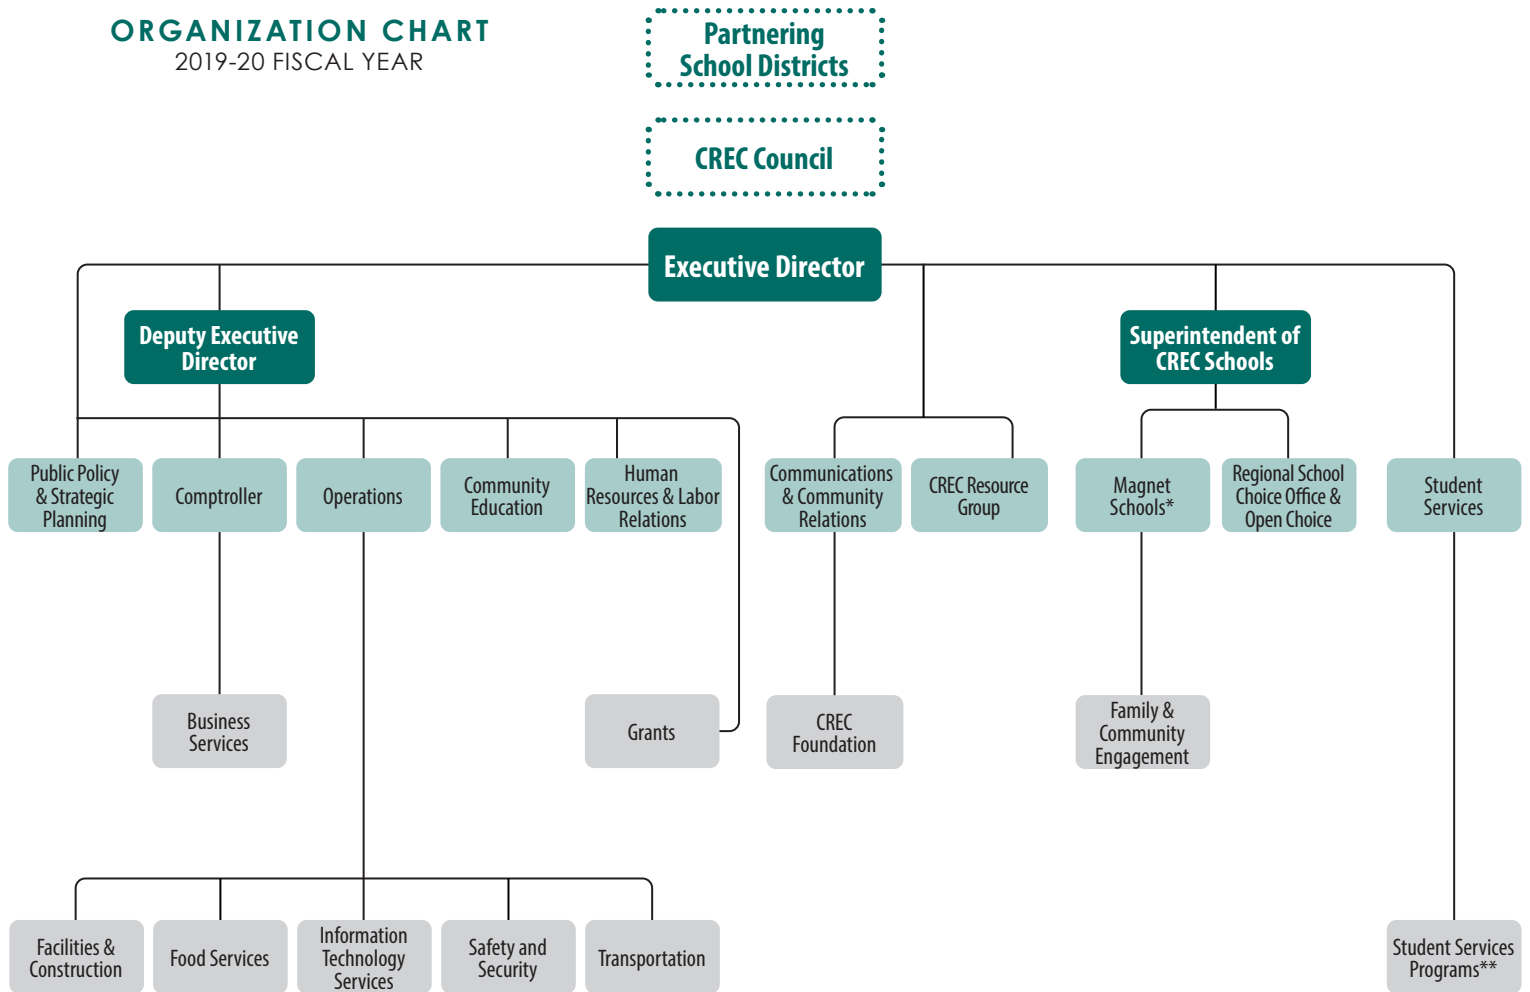 ORGANIZATION CHART
2019-20 FISCAL YEAR
Partnering
School Districts
CREC Council
Executive Director
Deputy Executive
Director
Superintendent of
CREC Schools
Public Policy
& Strategic
Planning
Comptroller
Operations
Community
Education
Human
Resources & Labor
Relations
Communications
& Community
Relations
CREC Resource
Group
Magnet
Schools*
Regional School
Choice Office &
Open Choice
Student
Services
Business
Services
Grants
CREC
Foundation
Family &
Community
Engagement
Facilities &
Construction
Food Services
Information
Technology
Services
Safety and
Security
Transportation
Student Services
Programs**